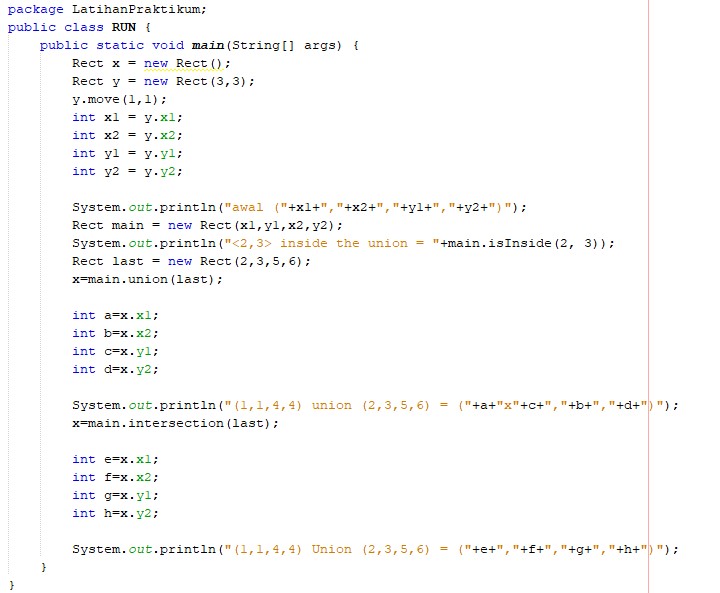 package LatihanPraktikum;
public class RUN {
public static void main(String[] args) {
Rect x = new Rect();
Rect y = new Rect(3,3);
y.move(1,1);
int x1 = y.x1;
int x2 = y.x2;
int y1 = y.y1;
int y2 = y.y2;
System.out.println("awal ("+x1+","+x2+","+y1+","+y2+")");
Rect main = new Rect(x1,y1,x2,y2);
System.out.println("<2,3> inside the union = "+main.isInside(2, 3));
Rect last = new Rect(2,3,5,6);
x=main.union(last);
int a=x.x1;
int b=x.x2;
int c=x.y1;
int d=x.y2;
System.out.println("(1,1,4,4) union (2,3,5,6) = ("+a+"x"+c+","+b+","+d+")");
x=main.intersection(last);
int e=x.x1;
int f=x.x2;
int g=x.y1;
int h=x.y2;
System.out.println("(1,1,4,4) Union (2,3,5,6) = ("+e+","+f+","+g+","+h+")");
}
}